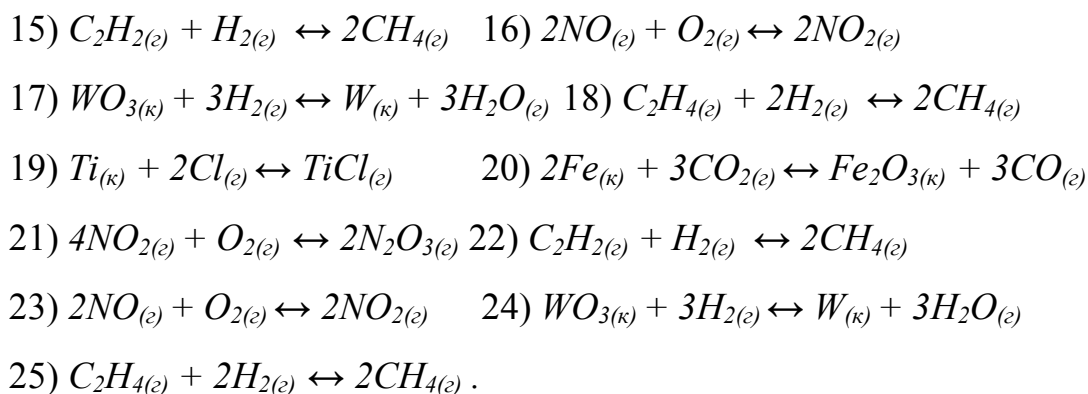 15) C₂H₂(г) + H₂(г) ↔ 2CH₄(г) 16) 2NO(г) + O₂(г) ↔ 2NO₂(г)
17) WO₃(к) + 3H₂(г) ↔ W(к) + 3H₂O(г) 18) C₂H₄(г) + 2H₂(г) ↔ 2CH₄(г)
19) Ti(к) + 2Cl(г) ↔ TiCl(г) 20) 2Fe(к) + 3CO₂(г) ↔ Fe₂O₃(к) + 3CO(г)
21) 4NO₂(г) + O₂(г) ↔ 2N₂O₃(г) 22) C₂H₂(г) + H₂(г) ↔ 2CH₄(г)
23) 2NO(г) + O₂(г) ↔ 2NO₂(г) 24) WO₃(к) + 3H₂(г) ↔ W(к) + 3H₂O(г)
25) C₂H₄(г) + 2H₂(г) ↔ 2CH₄(г) .